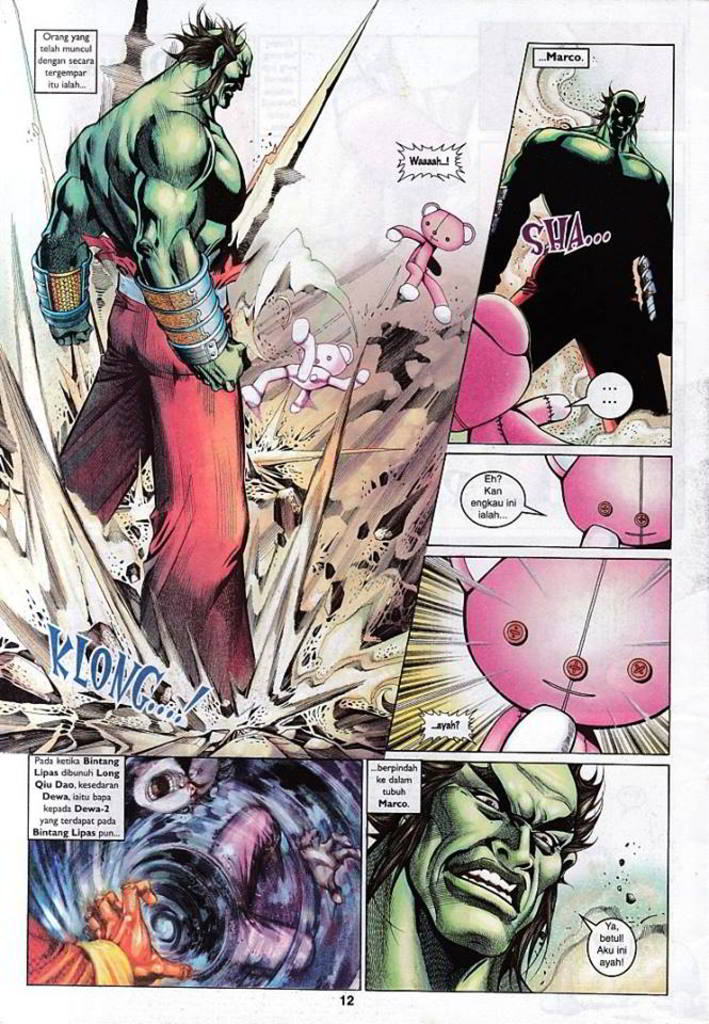 Orang yang
telah muncul
dengan secara
tergempar
itu ialah...
...Marco.
Waaaah...!
SHA...
...
...
Eh?
Kan
engkau ini
ialah...
KLONG...!
...ayah?
Pada ketika Bintang
Lipas dibunuh Long
Qiu Dao, kesedaran
Dewa, iaitu bapa
kepada Dewa-2
yang terdapat pada
Bintang Lipas pun...
...berpindah
ke dalam
tubuh
Marco.
Ya,
betul!
Aku ini
ayah!
12